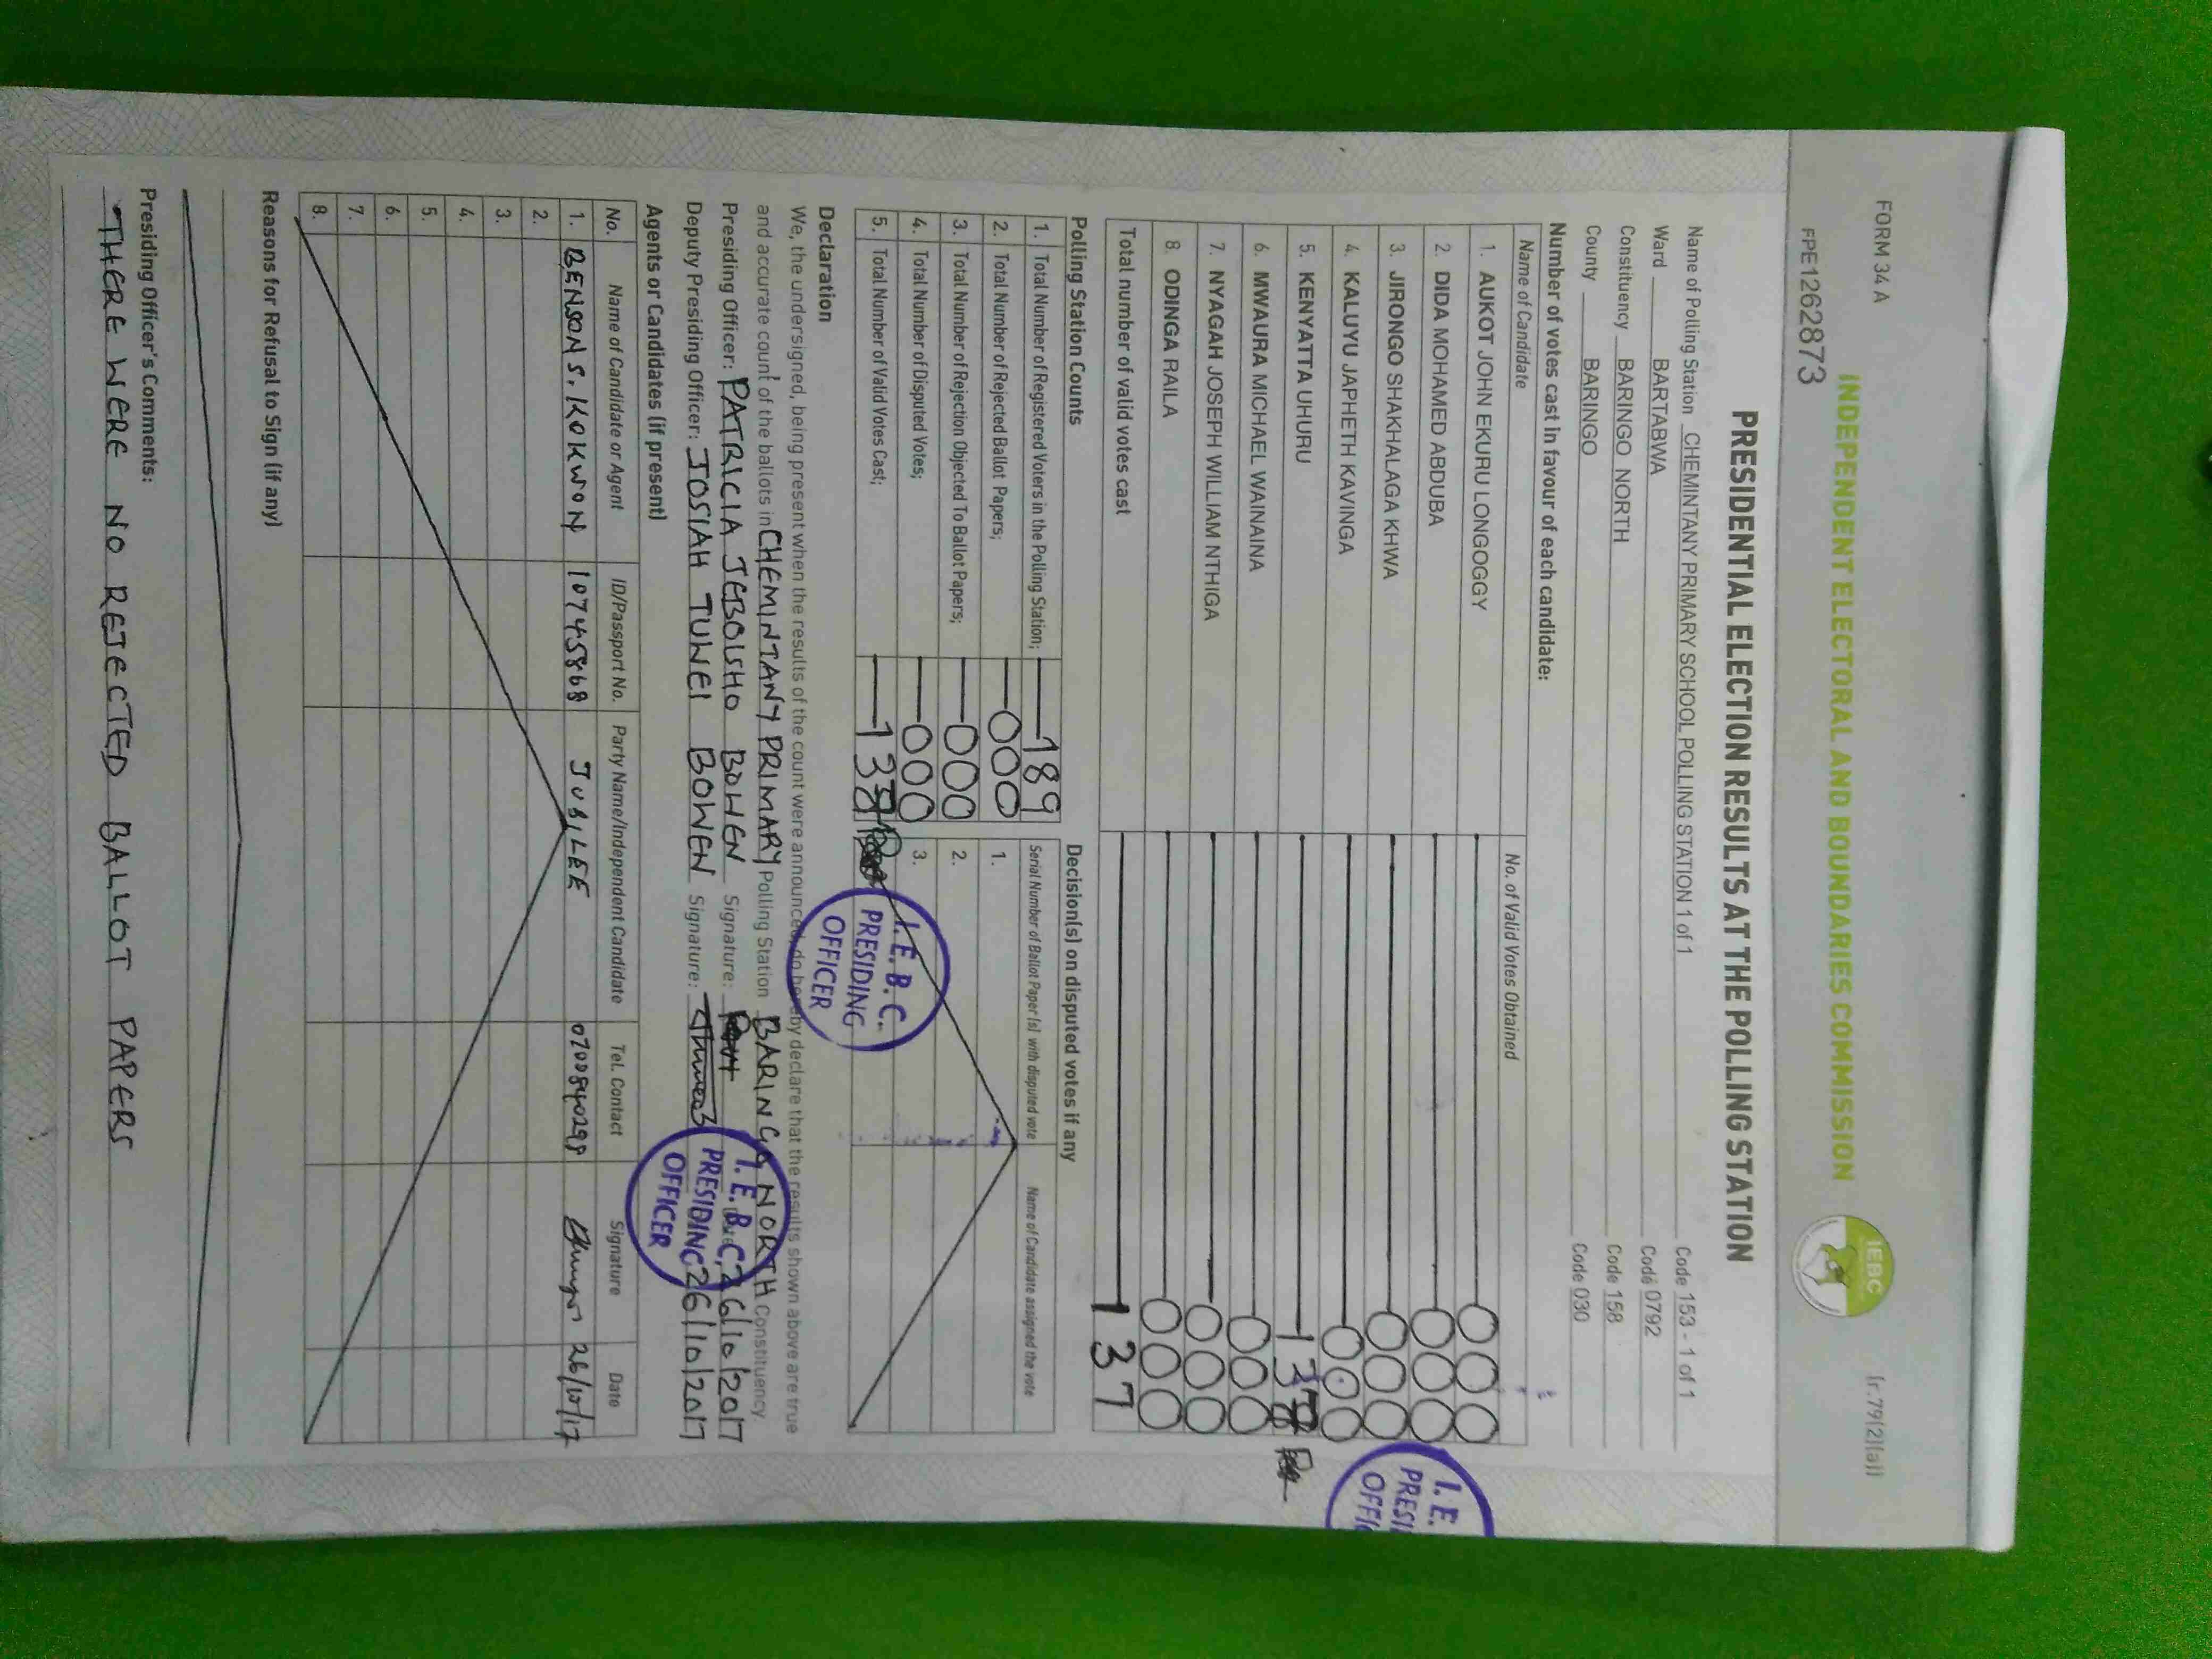 FORM 34A
(r.79(2)(a))
INDEPENDENT ELECTORAL AND BOUNDARIES COMMISSION
IEBC
FPE1262873
PRESIDENTIAL ELECTION RESULTS AT THE POLLING STATION
Name of Polling Station CHEMINTANY PRIMARY SCHOOL POLLING STATION 1 of 1 Code 153 - 1 of 1
Ward BARTABWA Code 0792
Constituency BARINGO NORTH Code 158
County BARINGO Code 030
Number of votes cast in favour of each candidate:
Name of Candidate No. of Valid Votes Obtained
1. AUKOT JOHN EKURU LONGOGGY 000
2. DIDA MOHAMED ABDUBA 000
3. JIRONGO SHAKHALAGA KHWA 000
4. KALUYU JAPHETH KAVINGA 000
5. KENYATTA UHURU 13
6. MWAURA MICHAEL WAINAINA 000
7. NYAGAH JOSEPH WILLIAM NTHIGA 000
8. ODINGA RAILA 000
Total number of valid votes cast 137
I. E.
PRESI
OFFI
Polling Station Counts
1. Total Number of Registered Voters in the Polling Station; 189
2. Total Number of Rejected Ballot Papers; 000
3. Total Number of Rejection Objected To Ballot Papers; 000
4. Total Number of Disputed Votes; 000
5. Total Number of Valid Votes Cast; 13
Decision(s) on disputed votes if any
Serial Number of Ballot Paper(s) with disputed vote Name of Candidate assigned the vote
1.
2.
3.
I. E. B. C.
PRESIDING
OFFICER
Declaration
We, the undersigned, being present when the results of the count were announced, do hereby declare that the results shown above are true
and accurate count of the ballots in CHEMINTANY PRIMARY Polling Station BARINGO NORTH Constituency
Presiding Officer: PATRICIA JEBOISHO BOWEN Signature: 26/10/2017
Deputy Presiding Officer: JOSIAH TUWEI BOWEN Signature: 26/10/2017
I. E. B. C.
PRESIDING
OFFICER
Agents or Candidates (if present)
No. Name of Candidate or Agent ID/Passport No. Party Name/Independent Candidate Tel. Contact Signature Date
1. BENSON S. KOKWON 10745868 JUBILEE 0700840298 26/10/17
2.
3.
4.
5.
6.
7.
8.
Reasons for Refusal to Sign (if any)
Presiding Officer's Comments:
THERE WERE NO REJECTED BALLOT PAPERS